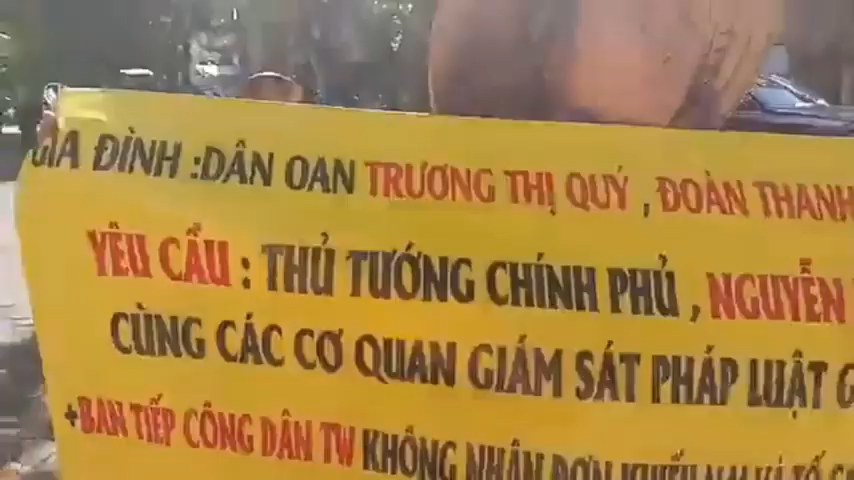 GIA ĐÌNH :DÂN OAN TRƯƠNG THỊ QUÝ , ĐOÀN THANH
YÊU CẦU : THỦ TƯỚNG CHÍNH PHỦ , NGUYỄN
CÙNG CÁC CƠ QUAN GIÁM SÁT PHÁP LUẬT
+BAN TIẾP CÔNG DÂN TW KHÔNG NHẬN ĐƠN